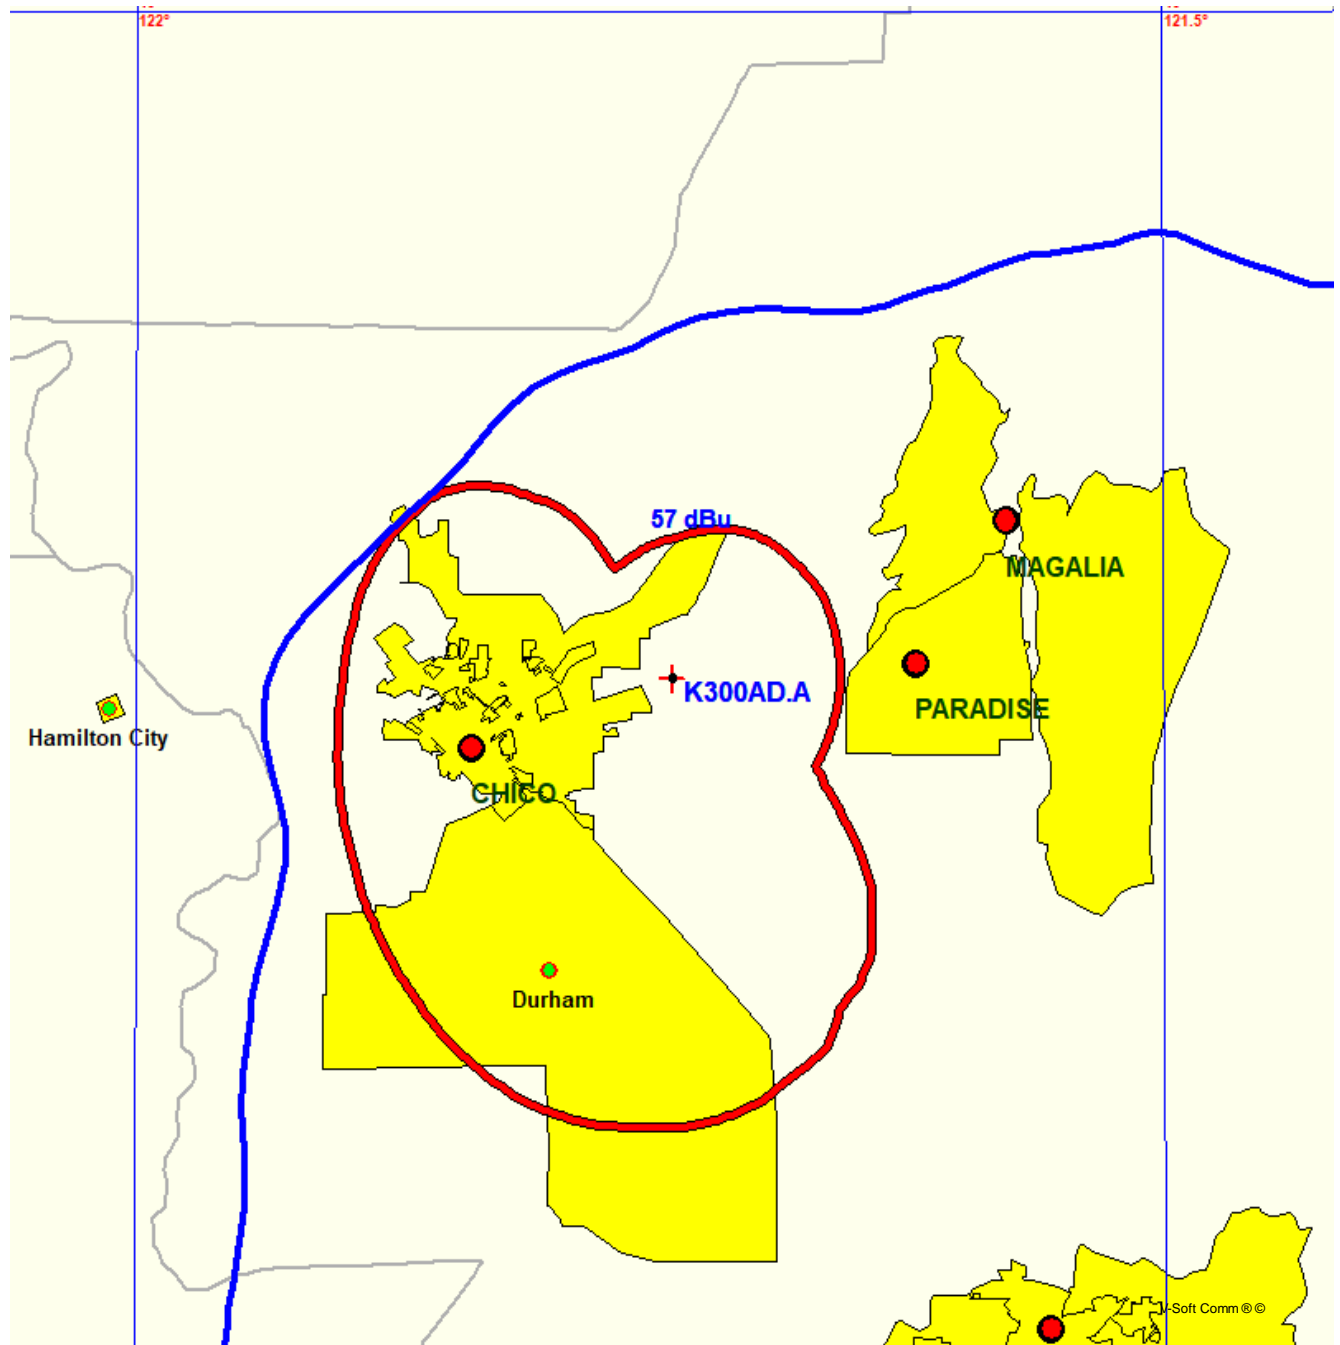 122°
121.5°
57 dBu
MAGALIA
K300AD.A
PARADISE
Hamilton City
CHICO
Durham
-Soft Comm ® ©